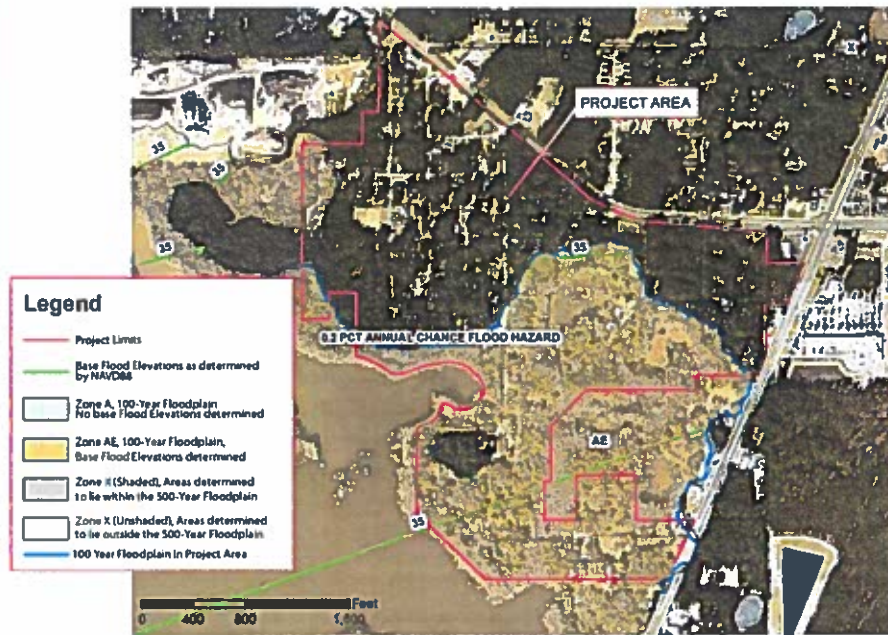 PROJECT AREA
X
35
35
35
35
Legend
Project Limits
Base Flood Elevations as determined
by NAVD88
Zone A, 100-Year Floodplain
No base Flood Elevations determined
Zone AE, 100-Year Floodplain,
Base Flood Elevations determined
Zone X (Shaded), Areas determined
to lie within the 500-Year Floodplain
Zone X (Unshaded), Areas determined
to lie outside the 500-Year Floodplain
100 Year Floodplain In Project Area
0.2 PCT ANNUAL CHANCE FLOOD HAZARD
AE
35
0 400 800
Feet